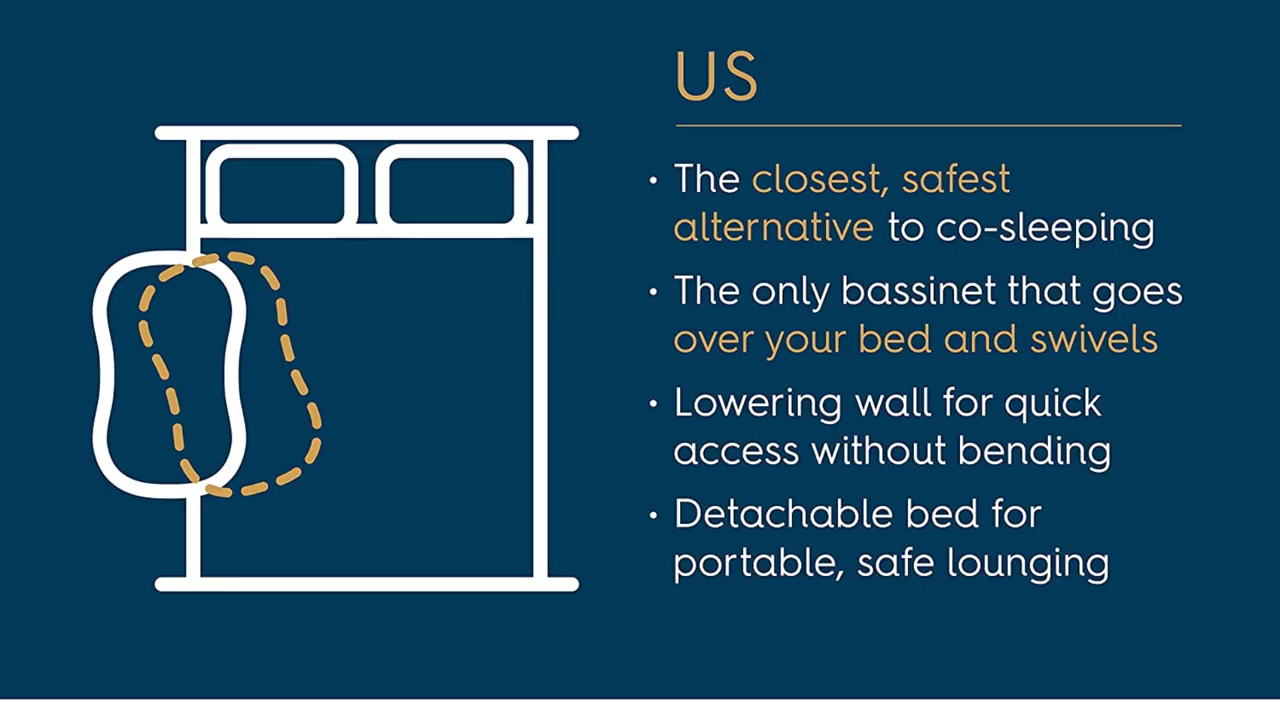 US
• The closest, safest
alternative to co-sleeping
• The only bassinet that goes
over your bed and swivels
• Lowering wall for quick
access without bending
• Detachable bed for
portable, safe lounging